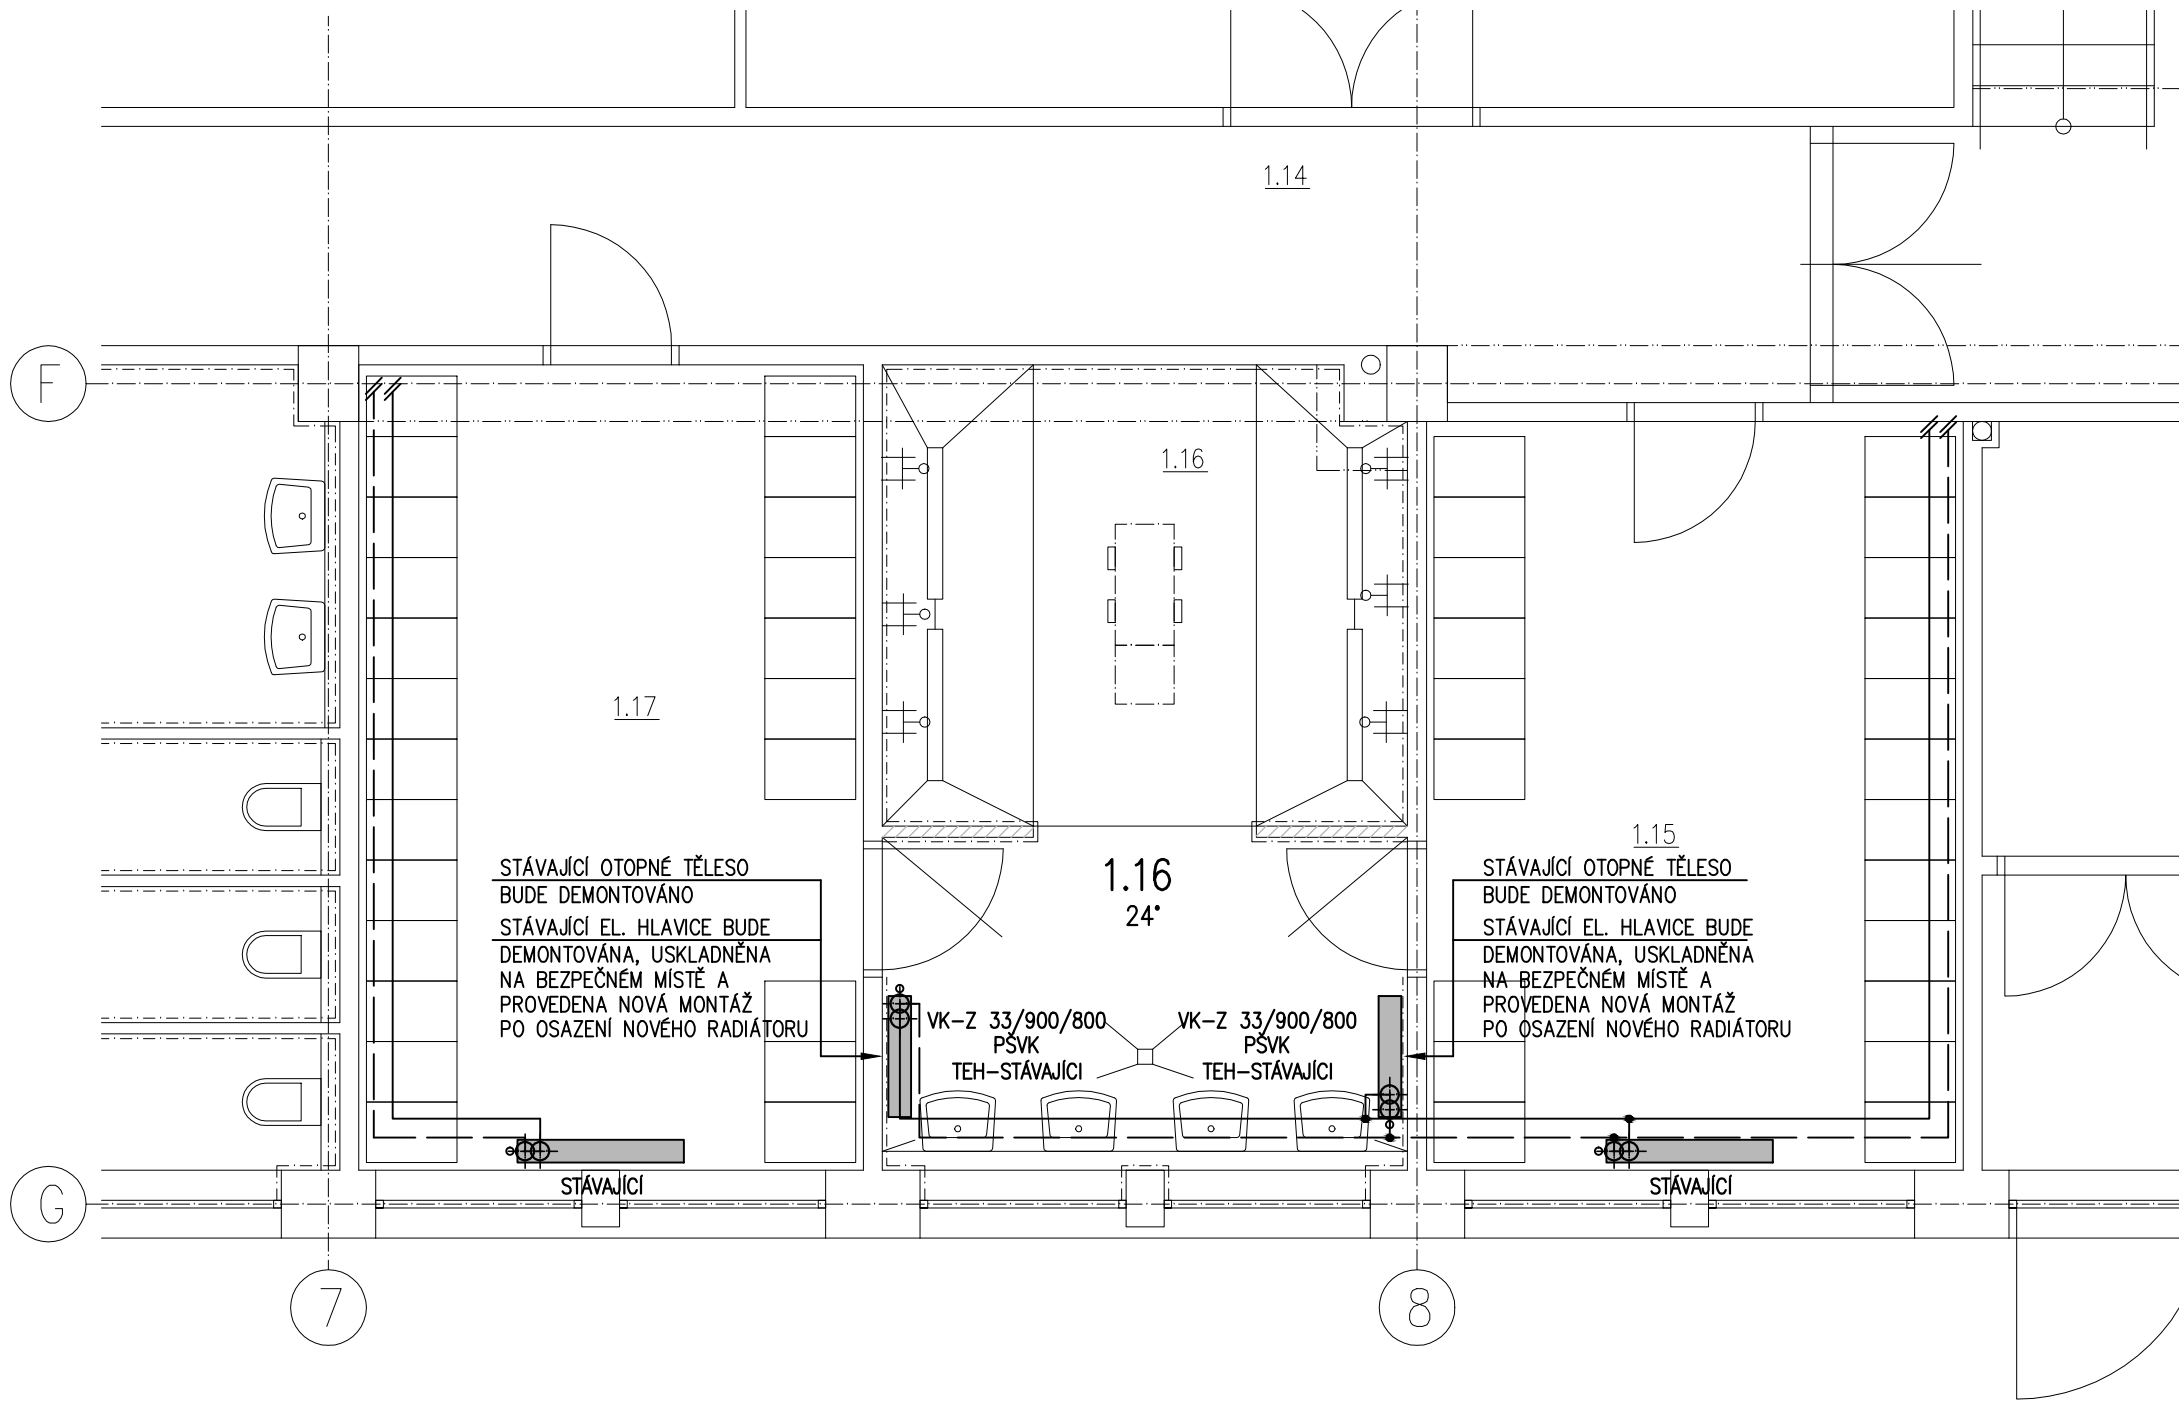 1.14
F
1.16
1.17
1.15
STÁVAJÍCÍ OTOPNÉ TĚLESO
BUDE DEMONTOVÁNO
STÁVAJÍCÍ EL. HLAVICE BUDE
DEMONTOVÁNA, USKLADNĚNA
NA BEZPEČNÉM MÍSTĚ A
PROVEDENA NOVÁ MONTÁŽ
PO OSAZENÍ NOVÉHO RADIÁTORU
1.16
24°
STÁVAJÍCÍ OTOPNÉ TĚLESO
BUDE DEMONTOVÁNO
STÁVAJÍCÍ EL. HLAVICE BUDE
DEMONTOVÁNA, USKLADNĚNA
NA BEZPEČNÉM MÍSTĚ A
PROVEDENA NOVÁ MONTÁŽ
PO OSAZENÍ NOVÉHO RADIÁTORU
VK-Z 33/900/800
PŠVK
TEH-STÁVAJÍCI
VK-Z 33/900/800
PŠVK
TEH-STÁVAJÍCI
STÁVAJÍCÍ
STÁVAJÍCÍ
G
7
8